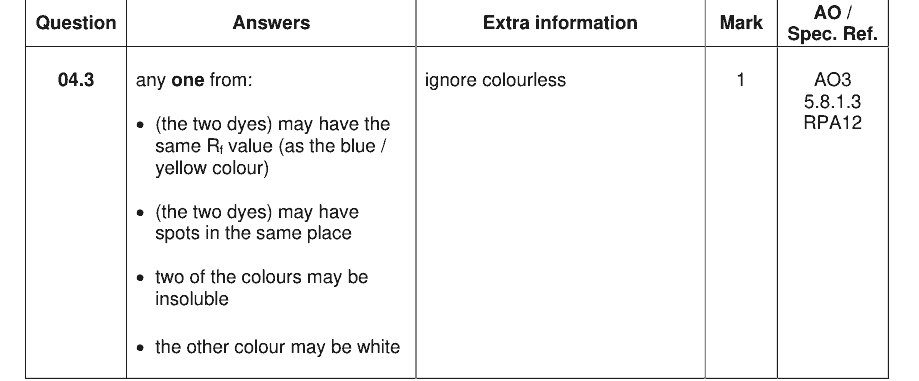 Question Answers Extra information Mark AO /
Spec. Ref.
04.3 any one from: ignore colourless 1 AO3
5.8.1.3
RPA12
• (the two dyes) may have the
same Rf value (as the blue /
yellow colour)
• (the two dyes) may have
spots in the same place
• two of the colours may be
insoluble
• the other colour may be white